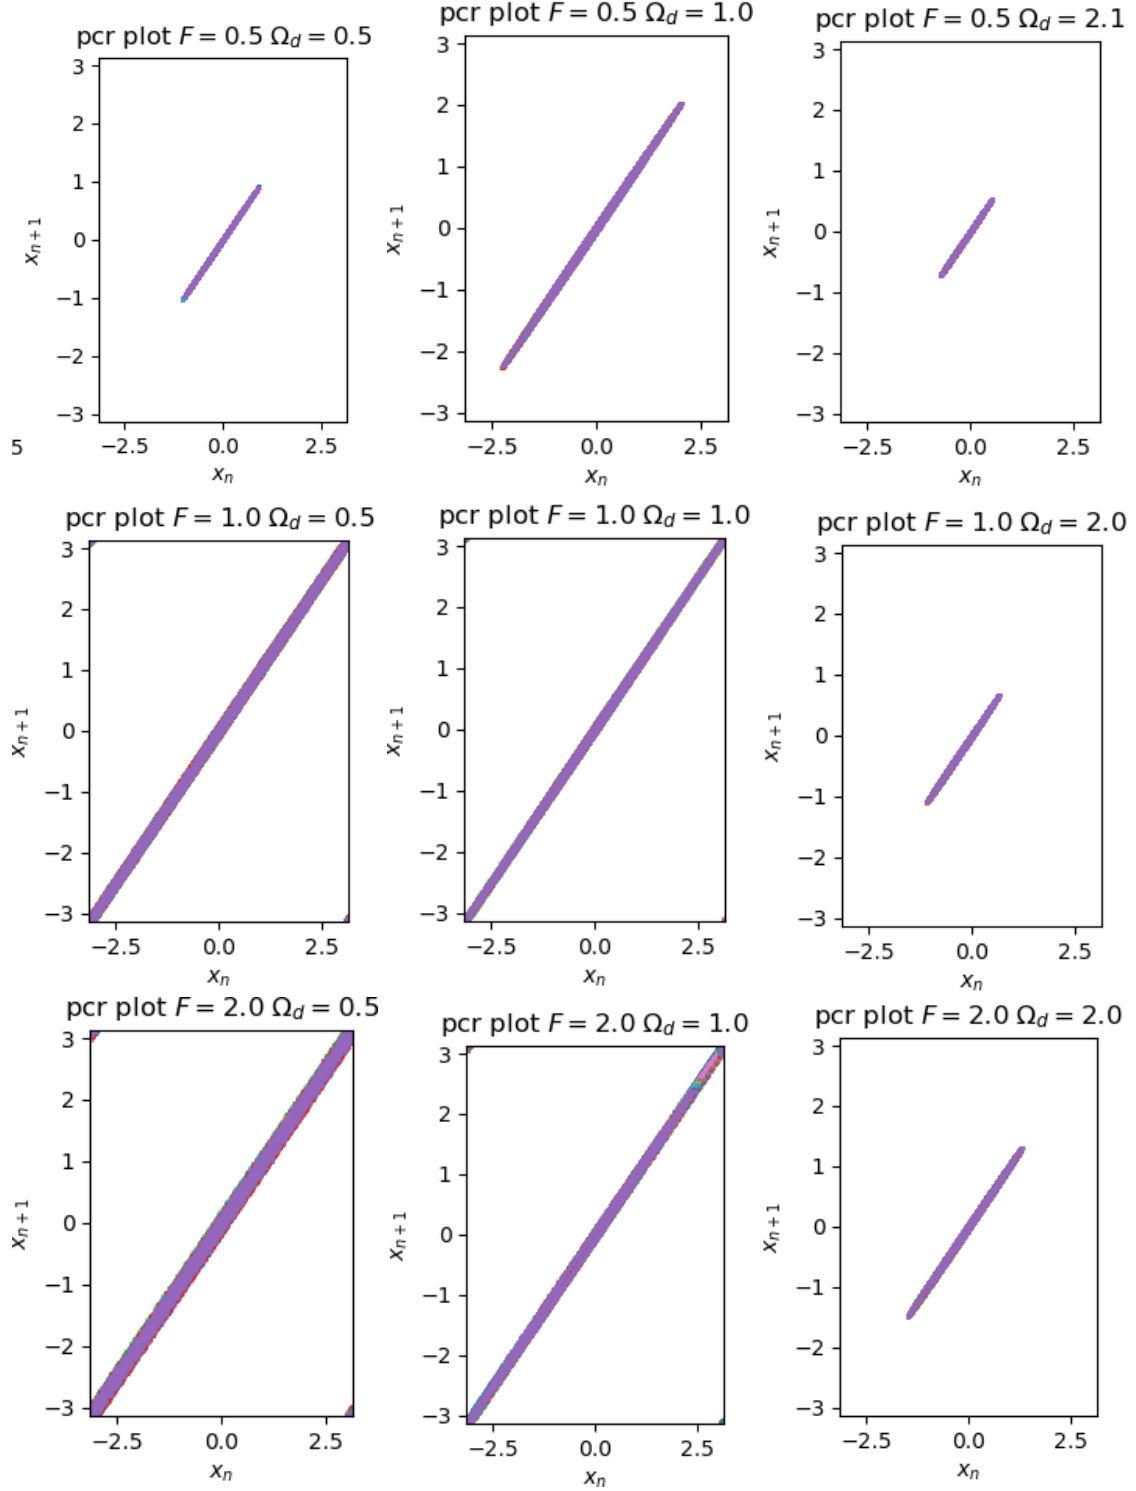 pcr plot F = 0.5 Ω_d = 0.5
3
2
1
0
−1
−2
−3
x_{n+1}
−2.5 0.0 2.5
x_n
5
pcr plot F = 0.5 Ω_d = 1.0
3
2
1
0
−1
−2
−3
x_{n+1}
−2.5 0.0 2.5
x_n
pcr plot F = 0.5 Ω_d = 2.1
3
2
1
0
−1
−2
−3
x_{n+1}
−2.5 0.0 2.5
x_n
pcr plot F = 1.0 Ω_d = 0.5
3
2
1
0
−1
−2
−3
x_{n+1}
−2.5 0.0 2.5
x_n
pcr plot F = 1.0 Ω_d = 1.0
3
2
1
0
−1
−2
−3
x_{n+1}
−2.5 0.0 2.5
x_n
pcr plot F = 1.0 Ω_d = 2.0
3
2
1
0
−1
−2
−3
x_{n+1}
−2.5 0.0 2.5
x_n
pcr plot F = 2.0 Ω_d = 0.5
3
2
1
0
−1
−2
−3
x_{n+1}
−2.5 0.0 2.5
x_n
pcr plot F = 2.0 Ω_d = 1.0
3
2
1
0
−1
−2
−3
x_{n+1}
−2.5 0.0 2.5
x_n
pcr plot F = 2.0 Ω_d = 2.0
3
2
1
0
−1
−2
−3
x_{n+1}
−2.5 0.0 2.5
x_n